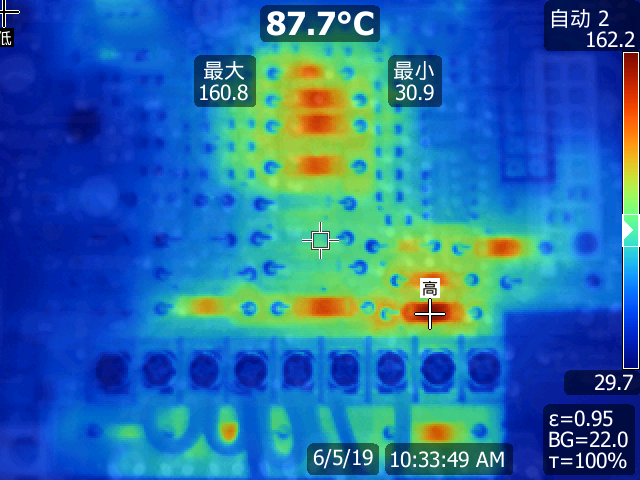 87.7°C
自动 2
162.2
低
最大
160.8
最小
30.9
高
29.7
ε=0.95
BG=22.0
τ=100%
6/5/19
10:33:49 AM